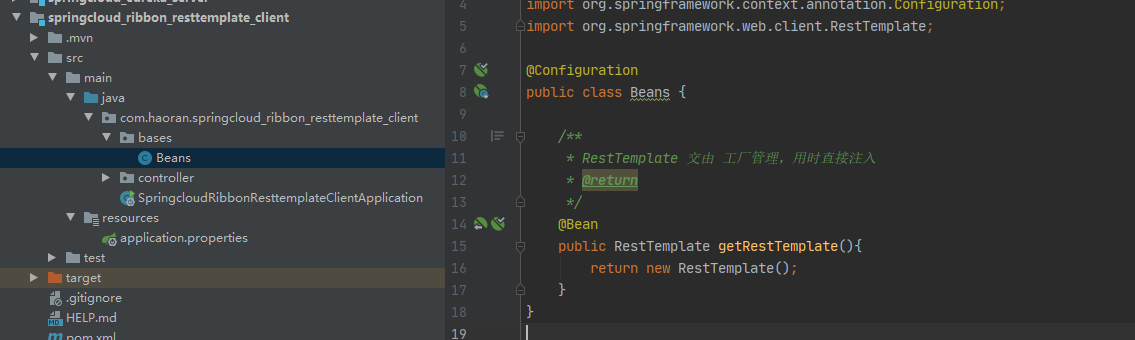 springcloud_ribbon_resttemplate_client
.mvn
src
main
java
com.haoran.springcloud_ribbon_resttemplate_client
bases
Beans
controller
SpringcloudRibbonResttemplateClientApplication
resources
application.properties
test
target
.gitignore
HELP.md
4 import org.springframework.context.annotation.Configuration;
5 import org.springframework.web.client.RestTemplate;
6
7 @Configuration
8 public class Beans {
9
10 /**
11 * RestTemplate 交由 工厂管理，用时直接注入
12 * @return
13 */
14 @Bean
15 public RestTemplate getRestTemplate(){
16 return new RestTemplate();
17 }
18 }
19